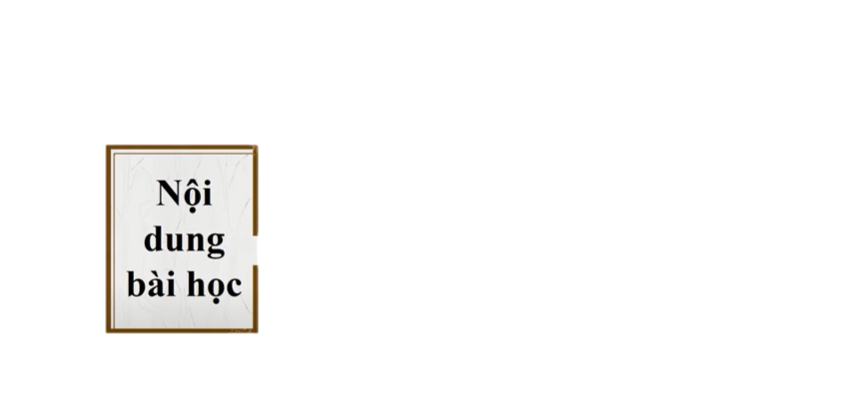 Nội
dung
bài học